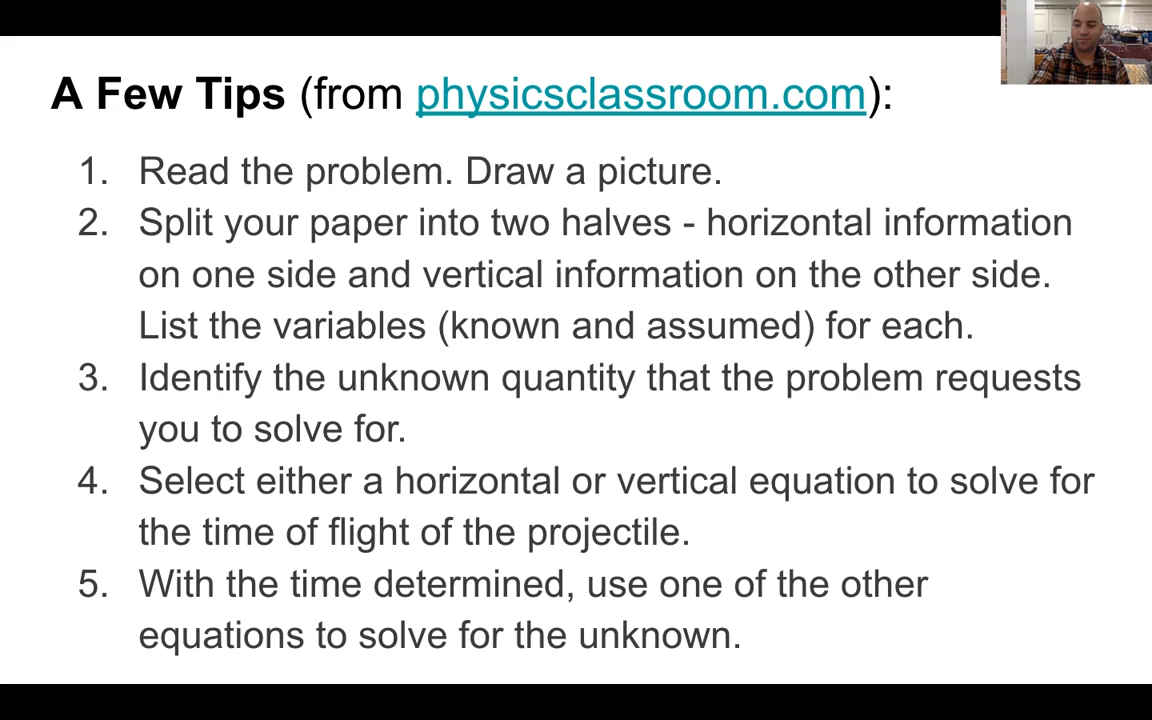 A Few Tips (from physicsclassroom.com):
1. Read the problem. Draw a picture.
2. Split your paper into two halves - horizontal information
on one side and vertical information on the other side.
List the variables (known and assumed) for each.
3. Identify the unknown quantity that the problem requests
you to solve for.
4. Select either a horizontal or vertical equation to solve for
the time of flight of the projectile.
5. With the time determined, use one of the other
equations to solve for the unknown.